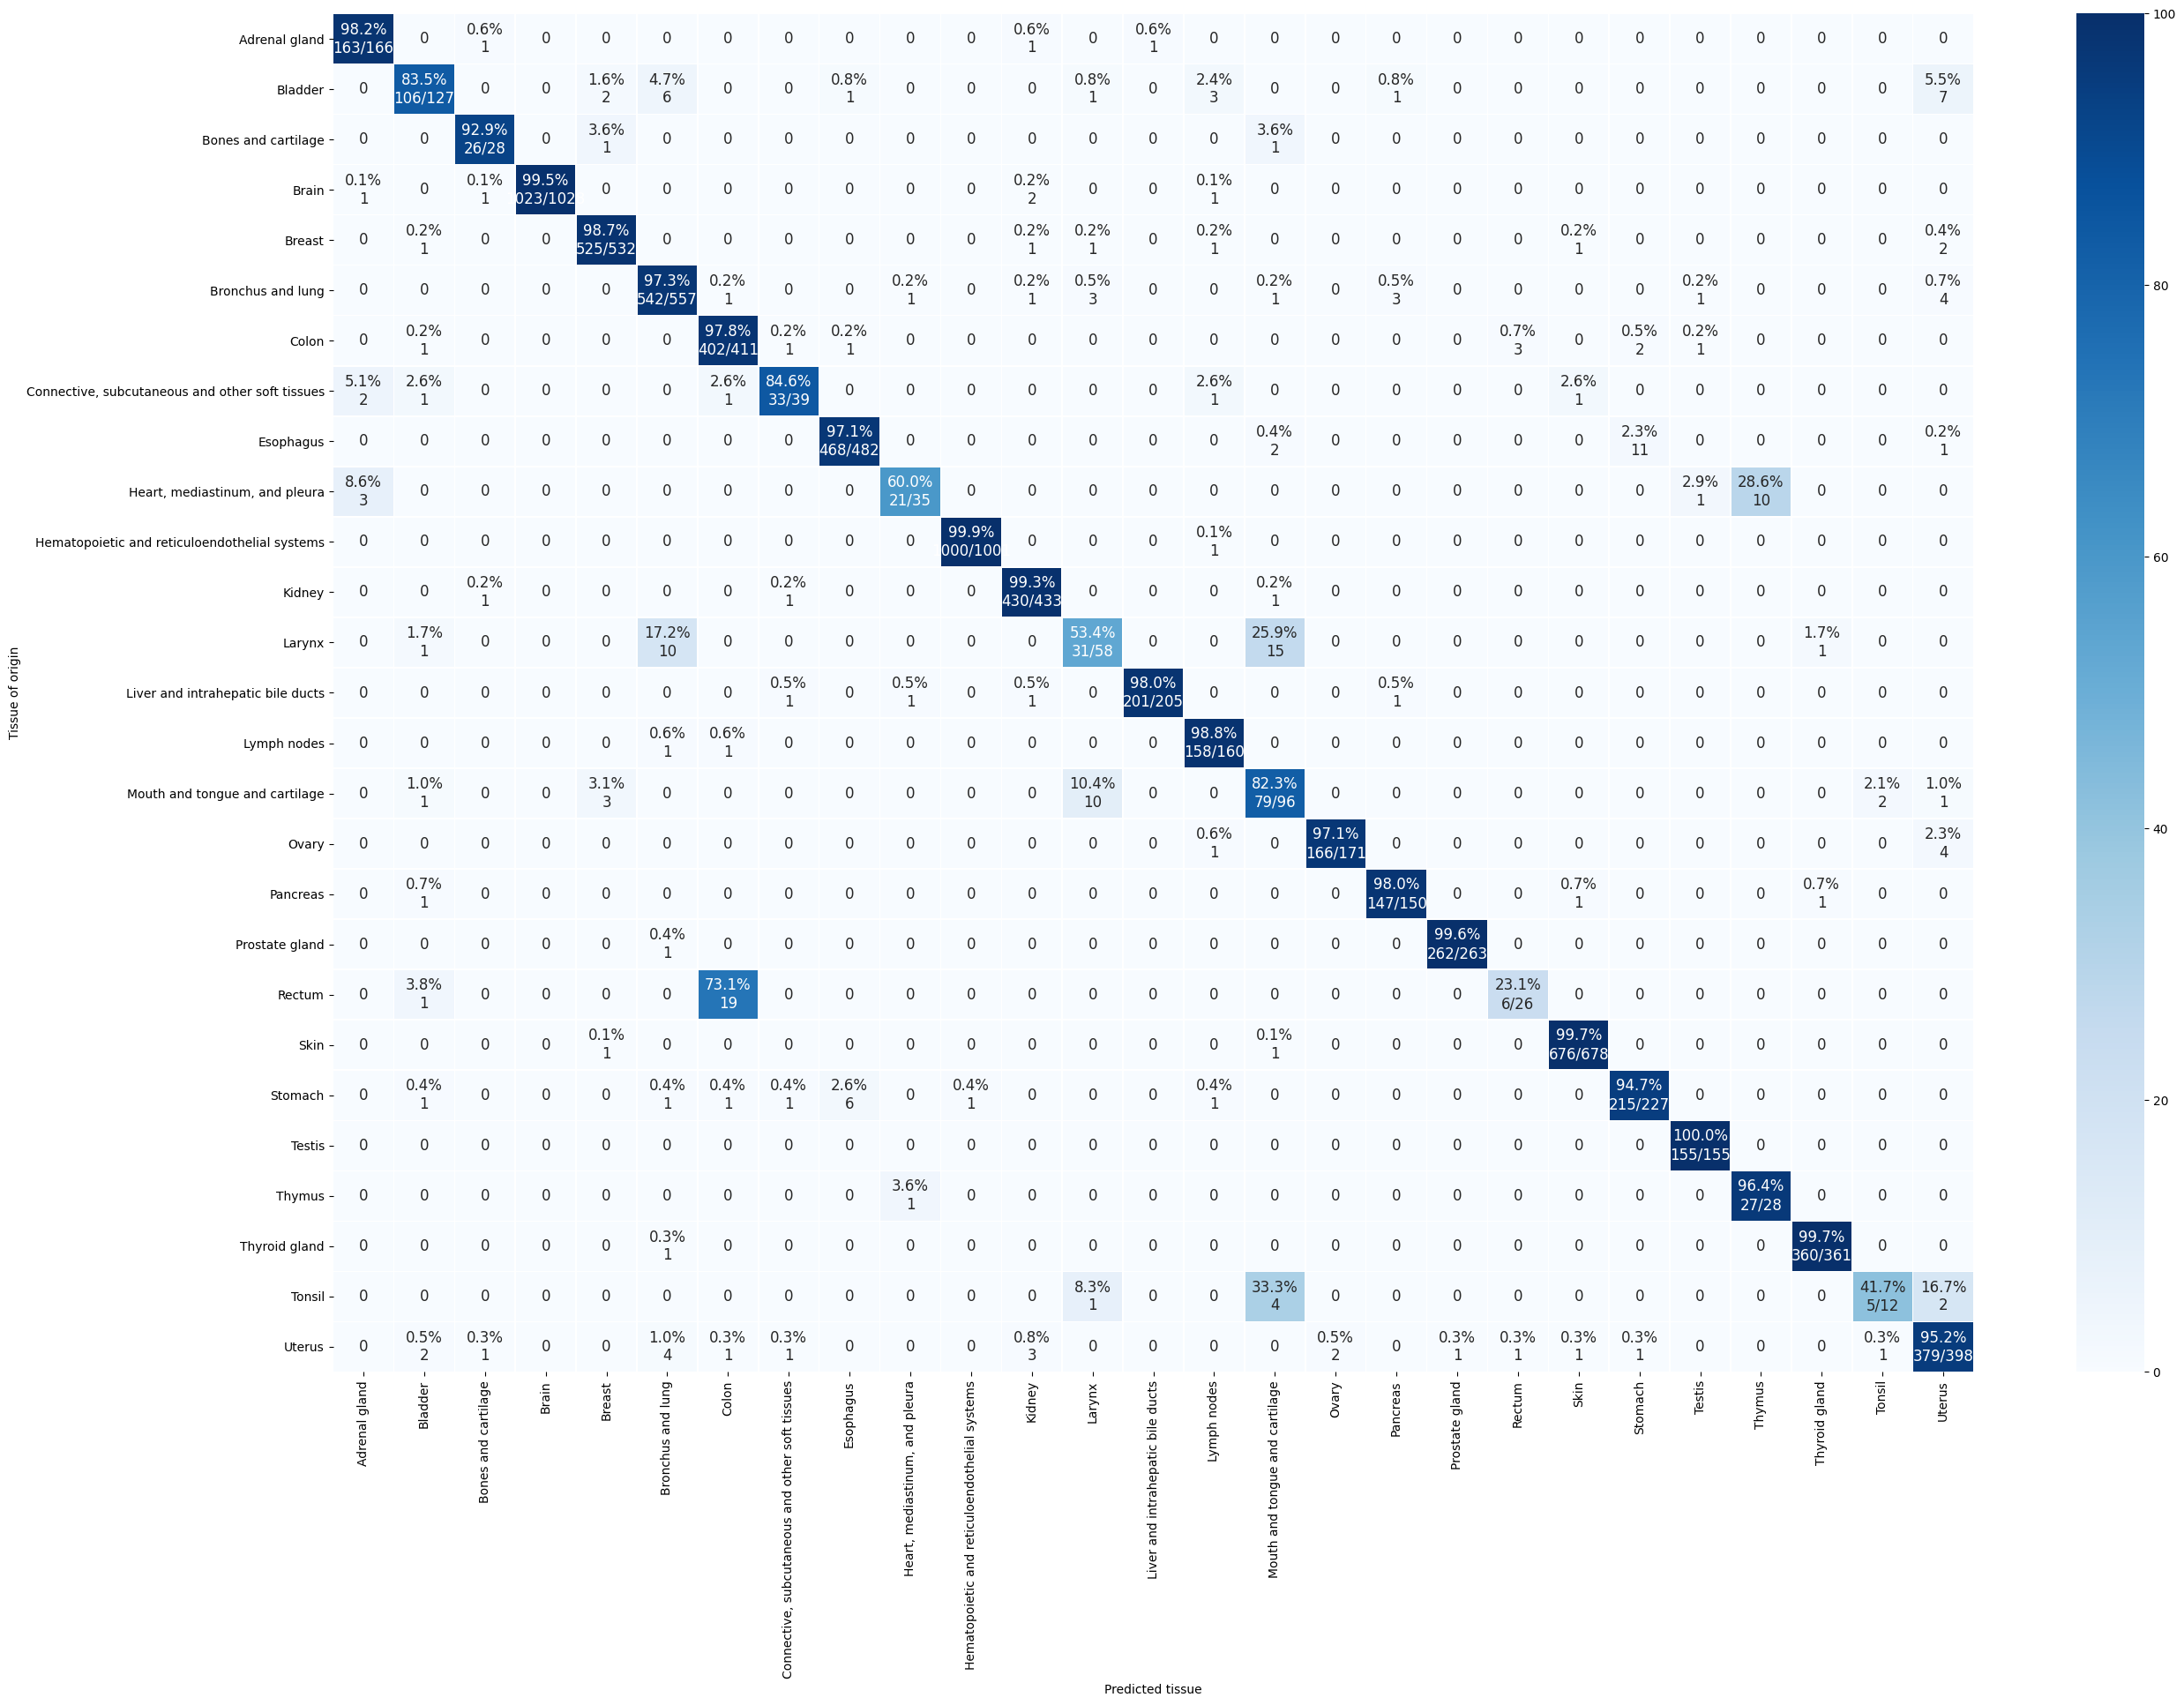 Adrenal gland 98.2% 163/166 0 0.6% 1 0 0 0 0 0 0 0 0 0.6% 1 0 0.6% 1 0 0 0 0 0 0 0 0 0 0 0 0 0
Bladder 0 83.5% 106/127 0 0 1.6% 2 4.7% 6 0 0 0.8% 1 0 0 0 0.8% 1 0 2.4% 3 0 0 0.8% 1 0 0 0 0 0 0 0 0 5.5% 7
Bones and cartilage 0 0 92.9% 26/28 0 3.6% 1 0 0 0 0 0 0 0 0 0 0 3.6% 1 0 0 0 0 0 0 0 0 0 0 0
Brain 0.1% 1 0 0.1% 1 99.5% 023/102 0 0 0 0 0 0 0 0.2% 2 0 0 0.1% 1 0 0 0 0 0 0 0 0 0 0 0 0
Breast 0 0.2% 1 0 0 98.7% 525/532 0 0 0 0 0 0 0.2% 1 0.2% 1 0 0.2% 1 0 0 0 0 0 0.2% 1 0 0 0 0 0 0.4% 2
Bronchus and lung 0 0 0 0 0 97.3% 542/557 0.2% 1 0 0 0.2% 1 0 0.2% 1 0.5% 3 0 0 0.2% 1 0 0.5% 3 0 0 0 0 0.2% 1 0 0 0 0.7% 4
Colon 0 0.2% 1 0 0 0 0 97.8% 402/411 0.2% 1 0.2% 1 0 0 0 0 0 0 0 0 0 0 0.7% 3 0 0.5% 2 0.2% 1 0 0 0 0
Connective, subcutaneous and other soft tissues 5.1% 2 2.6% 1 0 0 0 0 2.6% 1 84.6% 33/39 0 0 0 0 0 0 2.6% 1 0 0 0 0 0 2.6% 1 0 0 0 0 0 0
Esophagus 0 0 0 0 0 0 0 0 97.1% 468/482 0 0 0 0 0 0 0.4% 2 0 0 0 0 0 2.3% 11 0 0 0 0 0.2% 1
Heart, mediastinum, and pleura 8.6% 3 0 0 0 0 0 0 0 0 60.0% 21/35 0 0 0 0 0 0 0 0 0 0 0 0 2.9% 1 28.6% 10 0 0 0
Hematopoietic and reticuloendothelial systems 0 0 0 0 0 0 0 0 0 0 99.9% 000/100 0 0 0 0.1% 1 0 0 0 0 0 0 0 0 0 0 0 0
Kidney 0 0 0.2% 1 0 0 0 0 0.2% 1 0 0 0 99.3% 430/433 0 0 0 0.2% 1 0 0 0 0 0 0 0 0 0 0 0
Larynx 0 1.7% 1 0 0 0 17.2% 10 0 0 0 0 0 0 53.4% 31/58 0 0 25.9% 15 0 0 0 0 0 0 0 0 1.7% 1 0 0
Liver and intrahepatic bile ducts 0 0 0 0 0 0 0 0.5% 1 0 0.5% 1 0 0.5% 1 0 98.0% 201/205 0 0 0 0.5% 1 0 0 0 0 0 0 0 0 0
Lymph nodes 0 0 0 0 0 0.6% 1 0.6% 1 0 0 0 0 0 0 0 98.8% 158/160 0 0 0 0 0 0 0 0 0 0 0 0
Mouth and tongue and cartilage 0 1.0% 1 0 0 3.1% 3 0 0 0 0 0 0 0 10.4% 10 0 0 82.3% 79/96 0 0 0 0 0 0 0 0 0 2.1% 2 1.0% 1
Ovary 0 0 0 0 0 0 0 0 0 0 0 0 0 0 0.6% 1 0 97.1% 166/171 0 0 0 0 0 0 0 0 0 2.3% 4
Pancreas 0 0.7% 1 0 0 0 0 0 0 0 0 0 0 0 0 0 0 0 98.0% 147/150 0 0 0.7% 1 0 0 0 0.7% 1 0 0
Prostate gland 0 0 0 0 0 0.4% 1 0 0 0 0 0 0 0 0 0 0 0 0 99.6% 262/263 0 0 0 0 0 0 0 0
Rectum 0 3.8% 1 0 0 0 0 73.1% 19 0 0 0 0 0 0 0 0 0 0 0 0 23.1% 6/26 0 0 0 0 0 0 0
Skin 0 0 0 0 0.1% 1 0 0 0 0 0 0 0 0 0 0 0.1% 1 0 0 0 0 99.7% 676/678 0 0 0 0 0 0
Stomach 0 0.4% 1 0 0 0 0.4% 1 0.4% 1 0.4% 1 2.6% 6 0 0.4% 1 0 0 0 0.4% 1 0 0 0 0 0 0 94.7% 215/227 0 0 0 0 0
Testis 0 0 0 0 0 0 0 0 0 0 0 0 0 0 0 0 0 0 0 0 0 0 100.0% 155/155 0 0 0 0
Thymus 0 0 0 0 0 0 0 0 0 3.6% 1 0 0 0 0 0 0 0 0 0 0 0 0 0 96.4% 27/28 0 0 0
Thyroid gland 0 0 0 0 0 0.3% 1 0 0 0 0 0 0 0 0 0 0 0 0 0 0 0 0 0 0 99.7% 360/361 0 0
Tonsil 0 0 0 0 0 0 0 0 0 0 0 0 8.3% 1 0 0 33.3% 4 0 0 0 0 0 0 0 0 0 41.7% 5/12 16.7% 2
Uterus 0 0.5% 2 0.3% 1 0 0 1.0% 4 0.3% 1 0.3% 1 0 0 0 0.8% 3 0 0 0 0 0.5% 2 0 0.3% 1 0.3% 1 0.3% 1 0.3% 1 0 0 0 0.3% 1 95.2% 379/398
Tissue of origin
Adrenal gland
Bladder
Bones and cartilage
Brain
Breast
Bronchus and lung
Colon
Connective, subcutaneous and other soft tissues
Esophagus
Heart, mediastinum, and pleura
Hematopoietic and reticuloendothelial systems
Kidney
Larynx
Liver and intrahepatic bile ducts
Lymph nodes
Mouth and tongue and cartilage
Ovary
Pancreas
Prostate gland
Rectum
Skin
Stomach
Testis
Thymus
Thyroid gland
Tonsil
Uterus
Predicted tissue
100
80
60
40
20
0